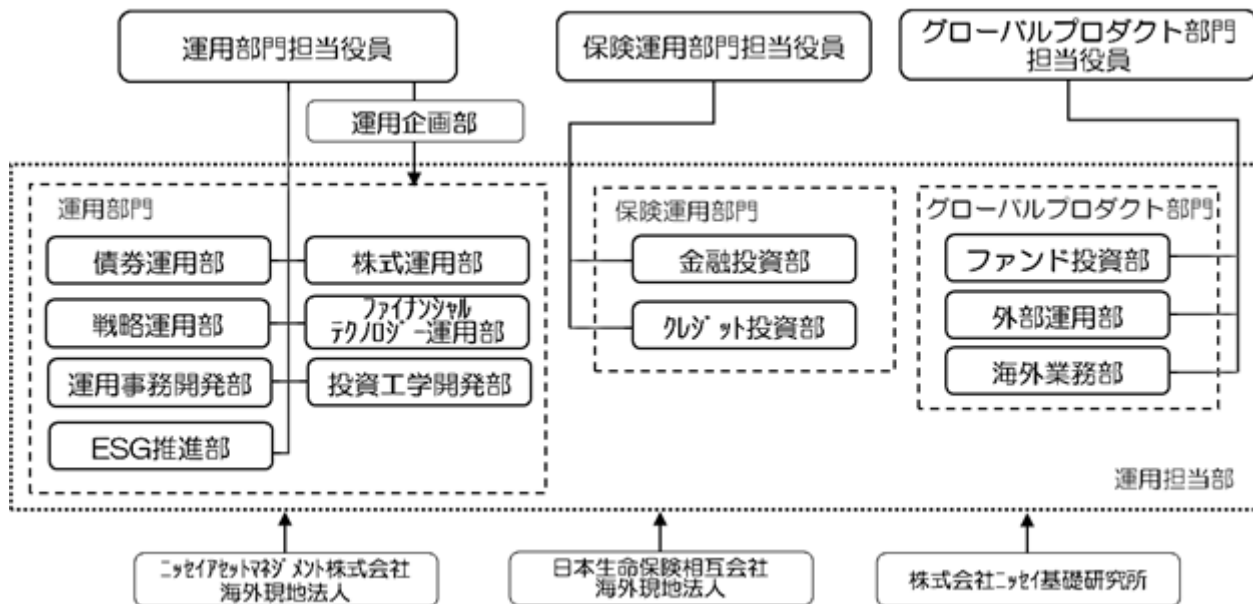 運用部門担当役員
保険運用部門担当役員
グローバルプロダクト部門
担当役員
運用企画部
運用部門
債券運用部
株式運用部
戦略運用部
ファイナンシャル
テクノロジー運用部
運用事務開発部
投資工学開発部
ESG推進部
保険運用部門
金融投資部
クレジット投資部
グローバルプロダクト部門
ファンド投資部
外部運用部
海外業務部
運用担当部
ニッセイアセットマネジメント株式会社
海外現地法人
日本生命保険相互会社
海外現地法人
株式会社ニッセイ基礎研究所